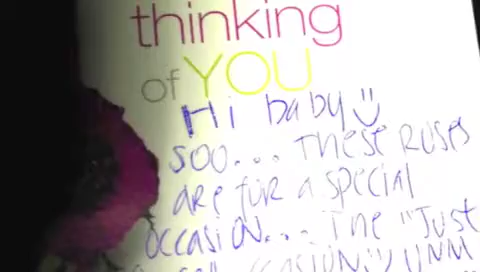 thinking
of YOU
Hi baby
SOO... THESE ROSES
ARE FOR A SPECIAL
OCCASION... THE "JUST